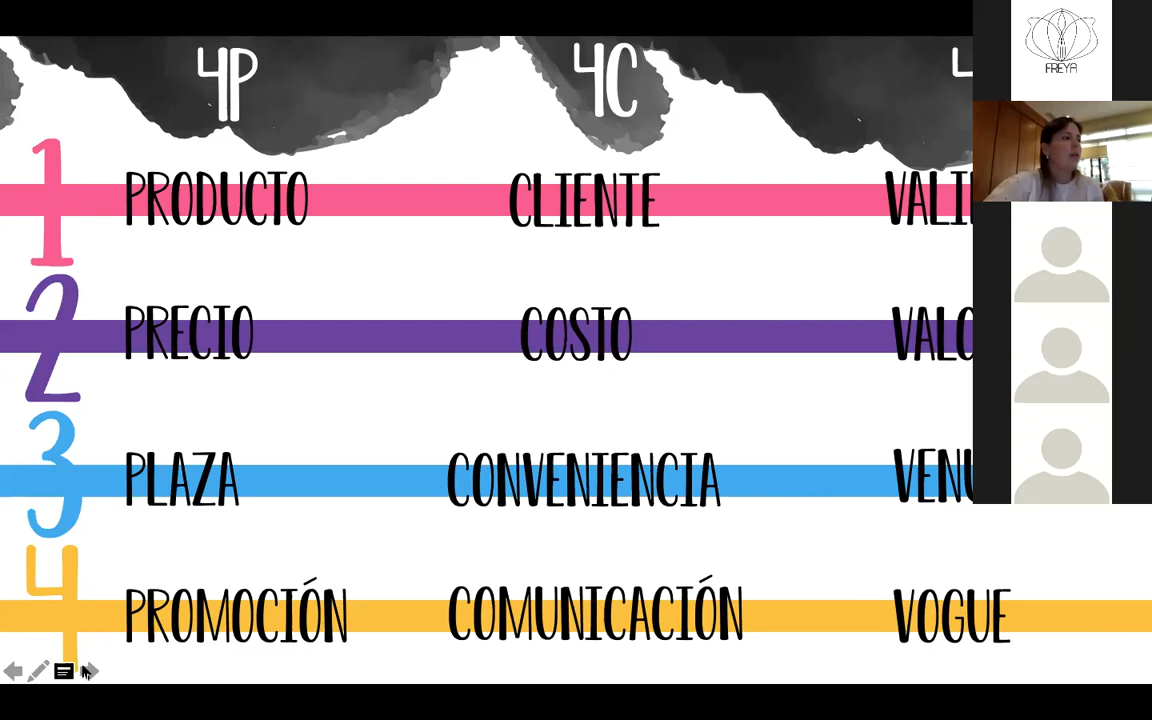 4P 4C
FREYA
1 PRODUCTO CLIENTE
2 PRECIO COSTO
3 PLAZA CONVENIENCIA
4 PROMOCIÓN COMUNICACIÓN VOGUE